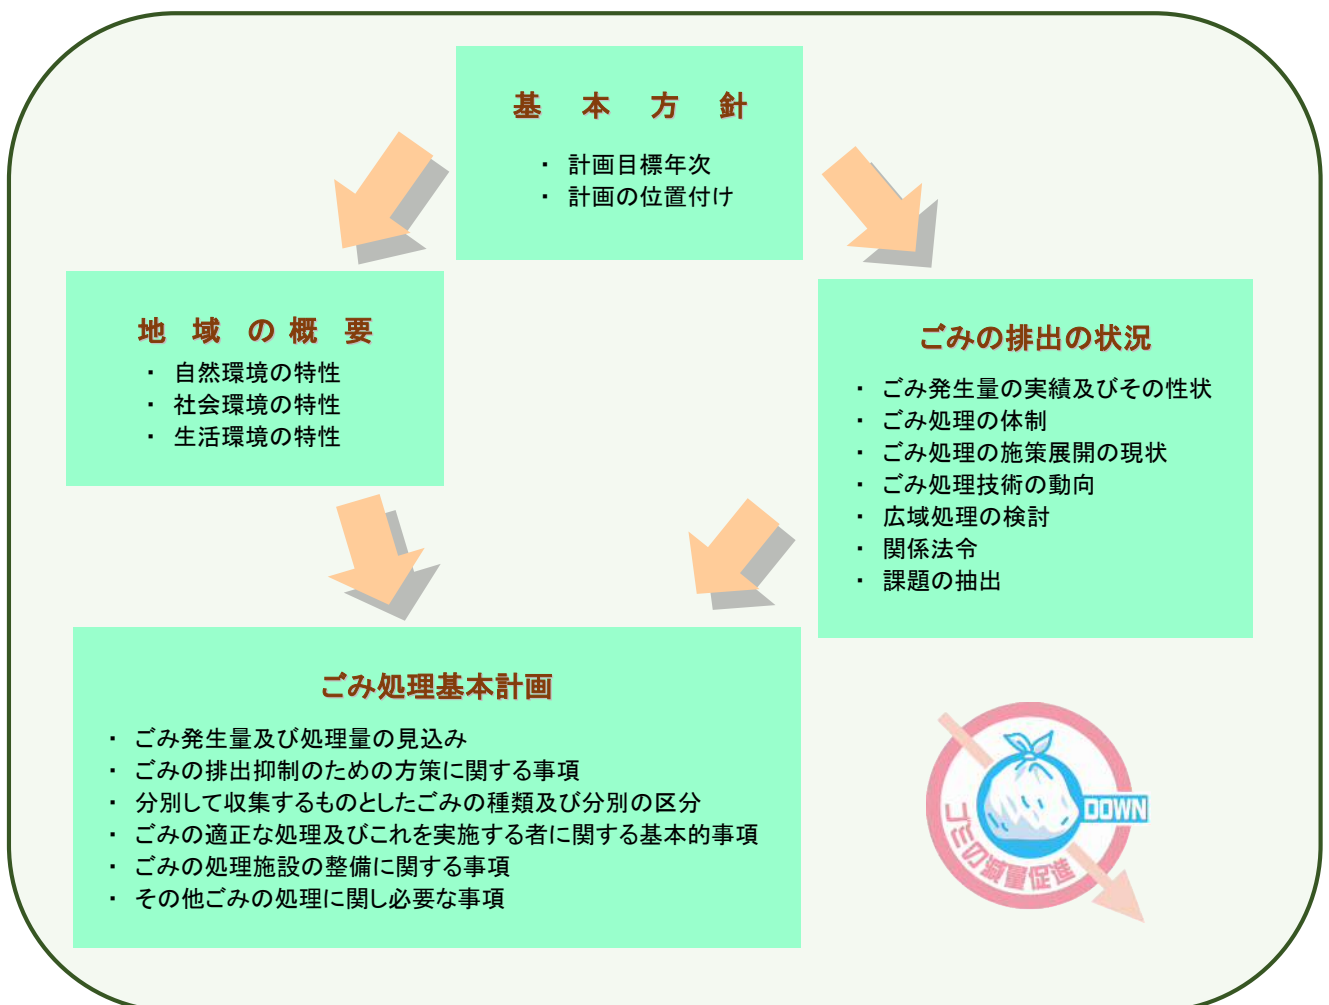 基 本 方 針
・ 計画目標年次
・ 計画の位置付け
地 域 の 概 要
・ 自然環境の特性
・ 社会環境の特性
・ 生活環境の特性
ごみの排出の状況
・ ごみ発生量の実績及びその性状
・ ごみ処理の体制
・ ごみ処理の施策展開の現状
・ ごみ処理技術の動向
・ 広域処理の検討
・ 関係法令
・ 課題の抽出
ごみ処理基本計画
・ ごみ発生量及び処理量の見込み
・ ごみの排出抑制のための方策に関する事項
・ 分別して収集するものとしたごみの種類及び分別の区分
・ ごみの適正な処理及びこれを実施する者に関する基本的事項
・ ごみの処理施設の整備に関する事項
・ その他ごみの処理に関し必要な事項
DOWN
ゴミの減量促進